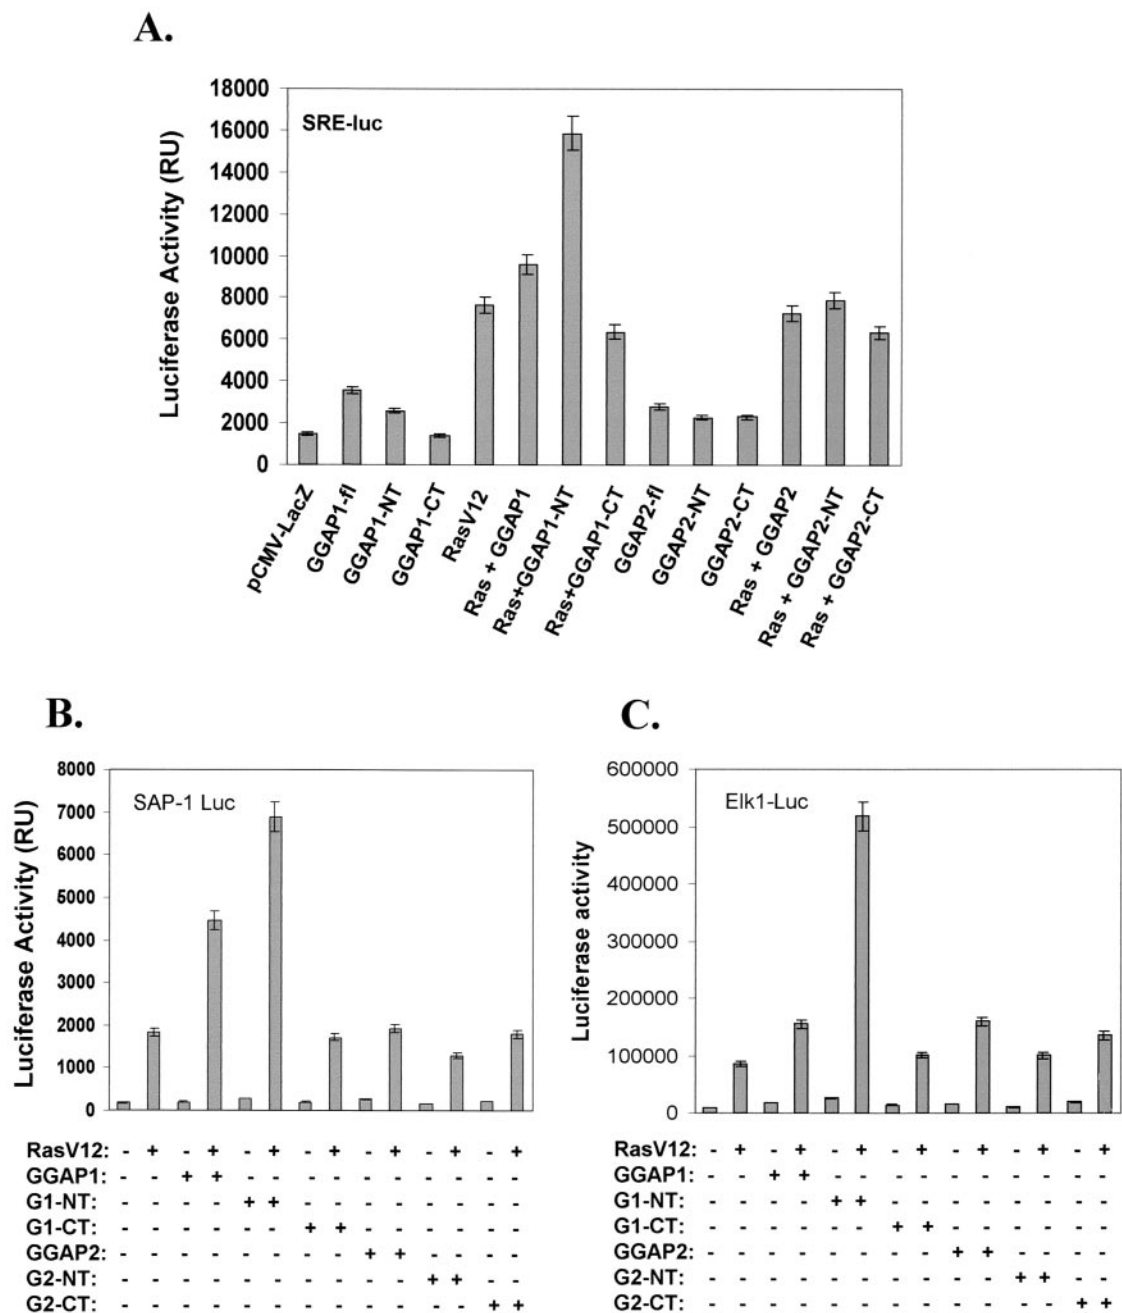 A.
18000
16000
14000
12000
10000
8000
6000
4000
2000
0
Luciferase Activity (RU)
SRE-luc
pCMV-LacZ
GGAP1-fl
GGAP1-NT
GGAP1-CT
RasV12
Ras + GGAP1
Ras+GGAP1-NT
Ras+GGAP1-CT
GGAP2-fl
GGAP2-NT
GGAP2-CT
Ras + GGAP2
Ras + GGAP2-NT
Ras + GGAP2-CT
B.
8000
7000
6000
5000
4000
3000
2000
1000
0
Luciferase Activity (RU)
SAP-1 Luc
RasV12: - + - + - + - + - + - + - +
GGAP1: - - + + - - - - - - - - - -
G1-NT: - - - - + + - - - - - - - -
G1-CT: - - - - - - + + - - - - - -
GGAP2: - - - - - - - - + + - - - -
G2-NT: - - - - - - - - - - + + - -
G2-CT: - - - - - - - - - - - - + +
C.
600000
500000
400000
300000
200000
100000
0
Luciferase activity
Elk1-Luc
RasV12: - + - + - + - + - + - + - +
GGAP1: - - + + - - - - - - - - - -
G1-NT: - - - - + + - - - - - - - -
G1-CT: - - - - - - + + - - - - - -
GGAP2: - - - - - - - - + + - - - -
G2-NT: - - - - - - - - - - + + - -
G2-CT: - - - - - - - - - - - - + +